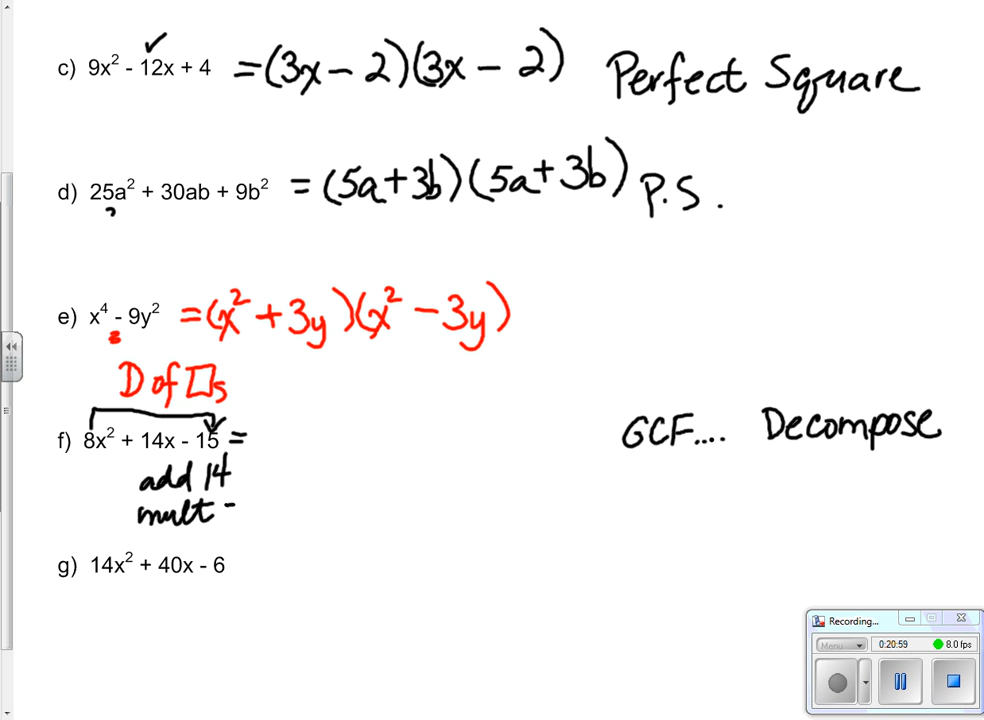 c) 9x² - 12x + 4 = (3x - 2)(3x - 2) Perfect Square
d) 25a² + 30ab + 9b² = (5a + 3b)(5a + 3b) P.S.
e) x⁴ - 9y² = (x² + 3y)(x² - 3y)
D of □s
f) 8x² + 14x - 15 = GCF.... Decompose
add 14
mult -
g) 14x² + 40x - 6
Recording...
Menu 0:20:59 8.0 fps